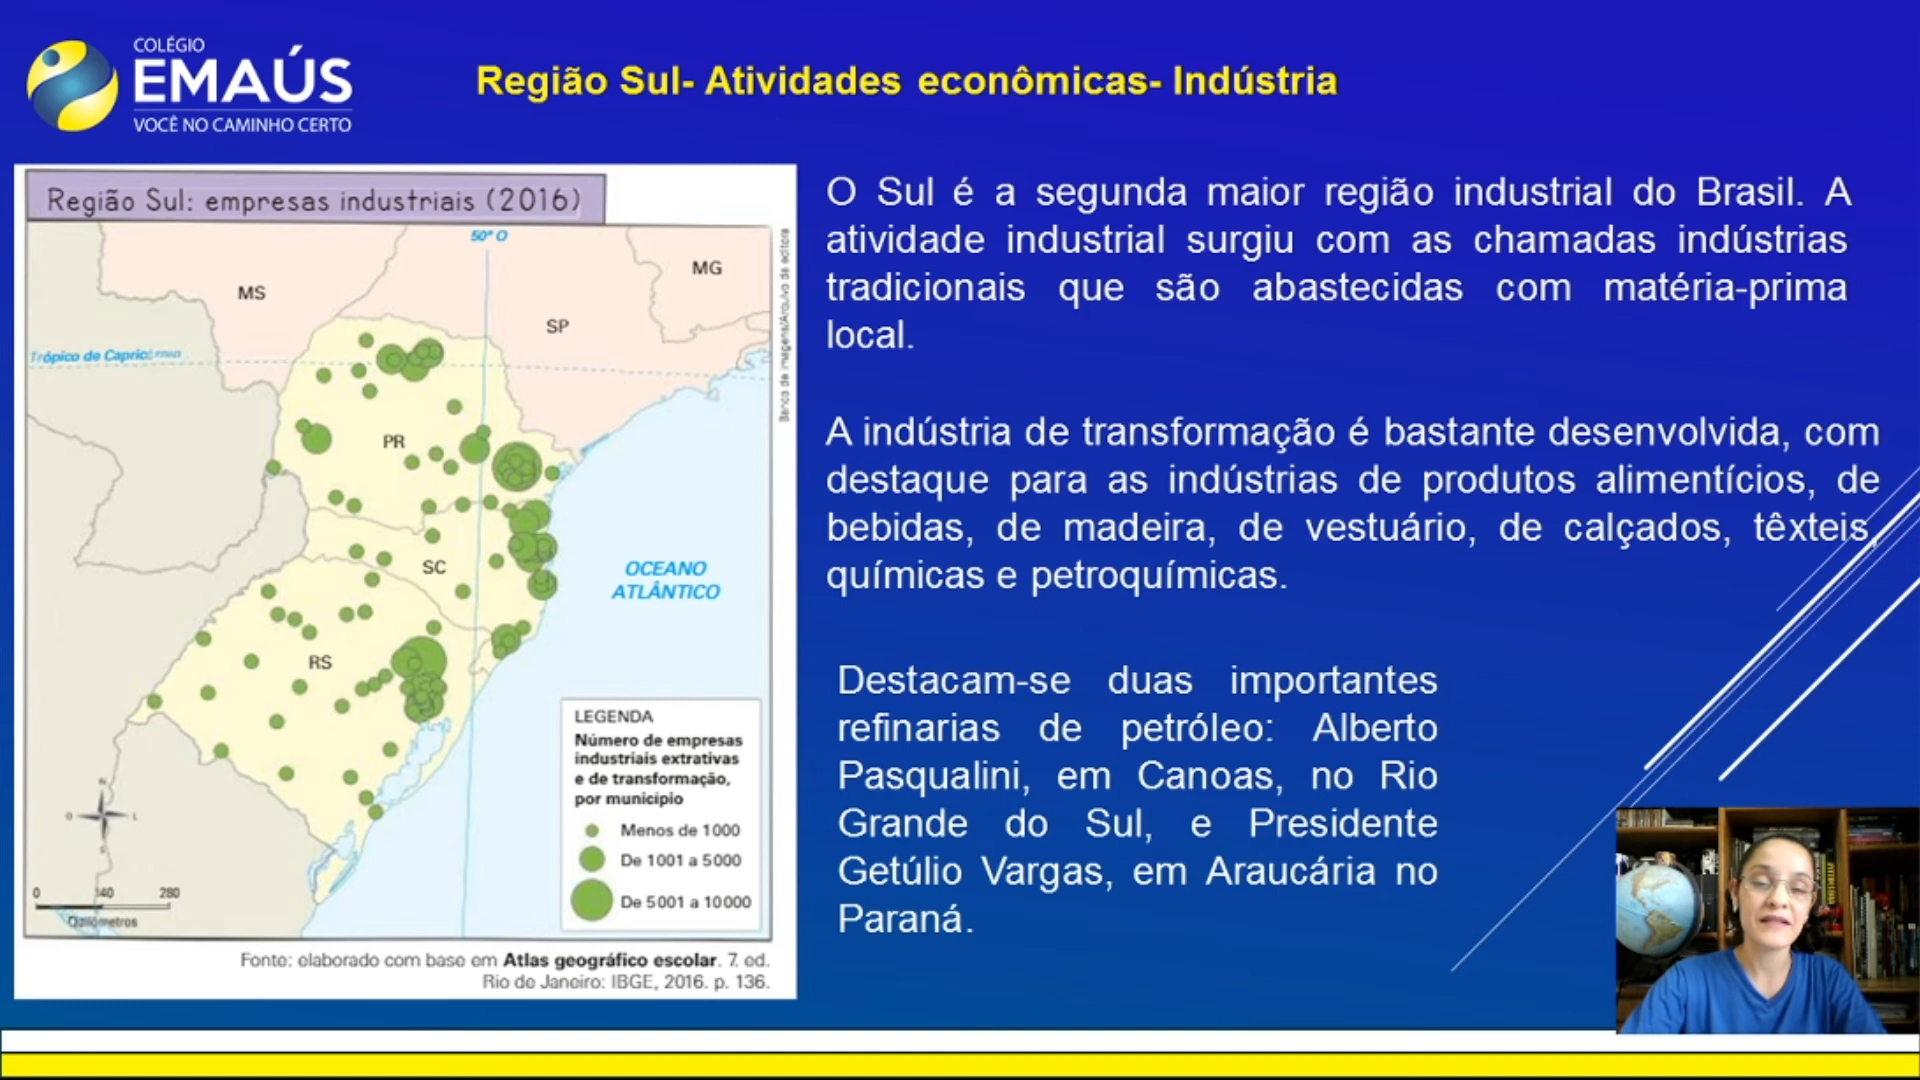 COLÉGIO
EMAÚS
VOCÊ NO CAMINHO CERTO
Região Sul- Atividades econômicas- Indústria
Região Sul: empresas industriais (2016)
50° O
MG
MS
SP
Trópico de Capricórnio
PR
SC
RS
OCEANO
ATLÂNTICO
Banco de imagens/Arquivo da editora
LEGENDA
Número de empresas
industriais extrativas
e de transformação,
por município
Menos de 1000
De 1001 a 5000
De 5001 a 10000
N
O
L
S
0 140 280
Quilômetros
Fonte: elaborado com base em Atlas geográfico escolar. 7. ed.
Rio de Janeiro: IBGE, 2016. p. 136.
O Sul é a segunda maior região industrial do Brasil. A
atividade industrial surgiu com as chamadas indústrias
tradicionais que são abastecidas com matéria-prima
local.
A indústria de transformação é bastante desenvolvida, com
destaque para as indústrias de produtos alimentícios, de
bebidas, de madeira, de vestuário, de calçados, têxteis,
químicas e petroquímicas.
Destacam-se duas importantes
refinarias de petróleo: Alberto
Pasqualini, em Canoas, no Rio
Grande do Sul, e Presidente
Getúlio Vargas, em Araucária no
Paraná.